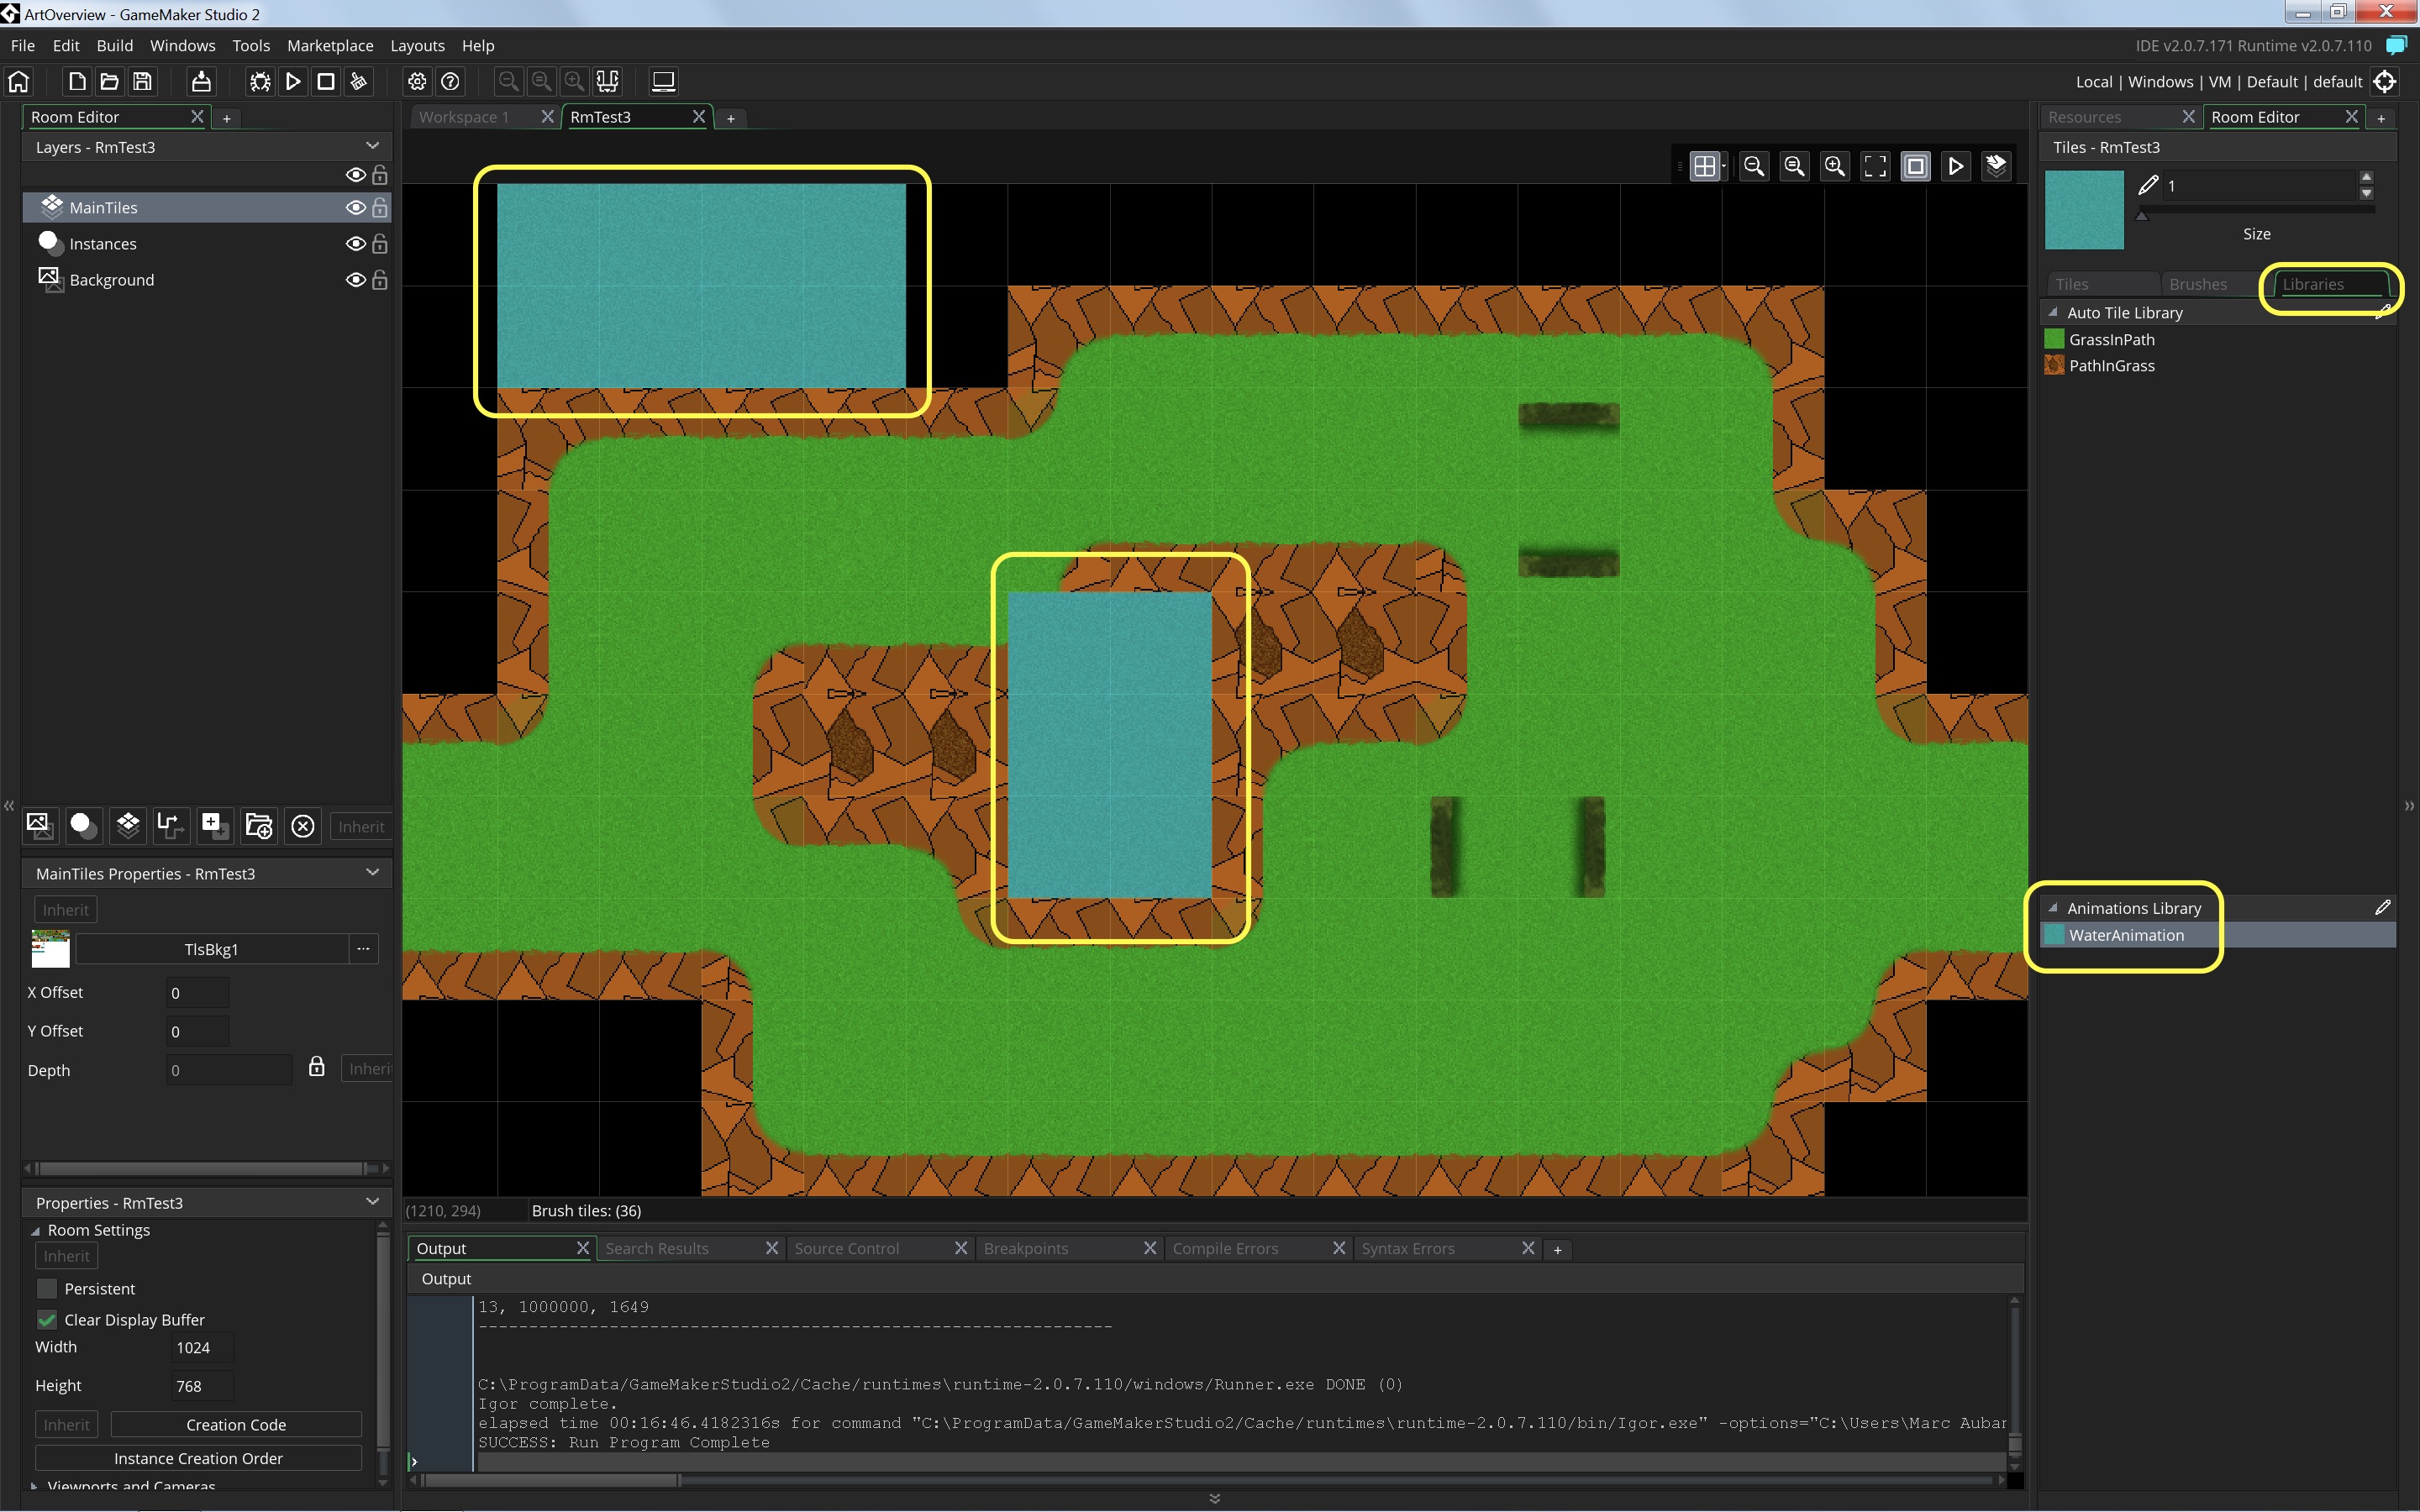 ArtOverview - GameMaker Studio 2
File Edit Build Windows Tools Marketplace Layouts Help
IDE v2.0.7.171 Runtime v2.0.7.110
Local | Windows | VM | Default | default
Room Editor
Layers - RmTest3
MainTiles
Instances
Background
Inherit
MainTiles Properties - RmTest3
Inherit
TlsBkg1 ...
X Offset 0
Y Offset 0
Depth 0
Properties - RmTest3
Room Settings
Inherit
Persistent
Clear Display Buffer
Width 1024
Height 768
Inherit Creation Code
Instance Creation Order
Viewports and Cameras
Workspace 1 RmTest3
(1210, 294) Brush tiles: (36)
Output Search Results Source Control Breakpoints Compile Errors Syntax Errors
Output
13, 1000000, 1649
---------------------------------------------------------------
C:\ProgramData/GameMakerStudio2/Cache/runtimes\runtime-2.0.7.110/windows/Runner.exe DONE (0)
Igor complete.
elapsed time 00:16:46.4182316s for command "C:\ProgramData/GameMakerStudio2/Cache/runtimes\runtime-2.0.7.110/bin/Igor.exe" -options="C:\Users\Marc
SUCCESS: Run Program Complete
Resources Room Editor
Tiles - RmTest3
1
Size
Tiles Brushes Libraries
Auto Tile Library
GrassInPath
PathInGrass
Animations Library
WaterAnimation